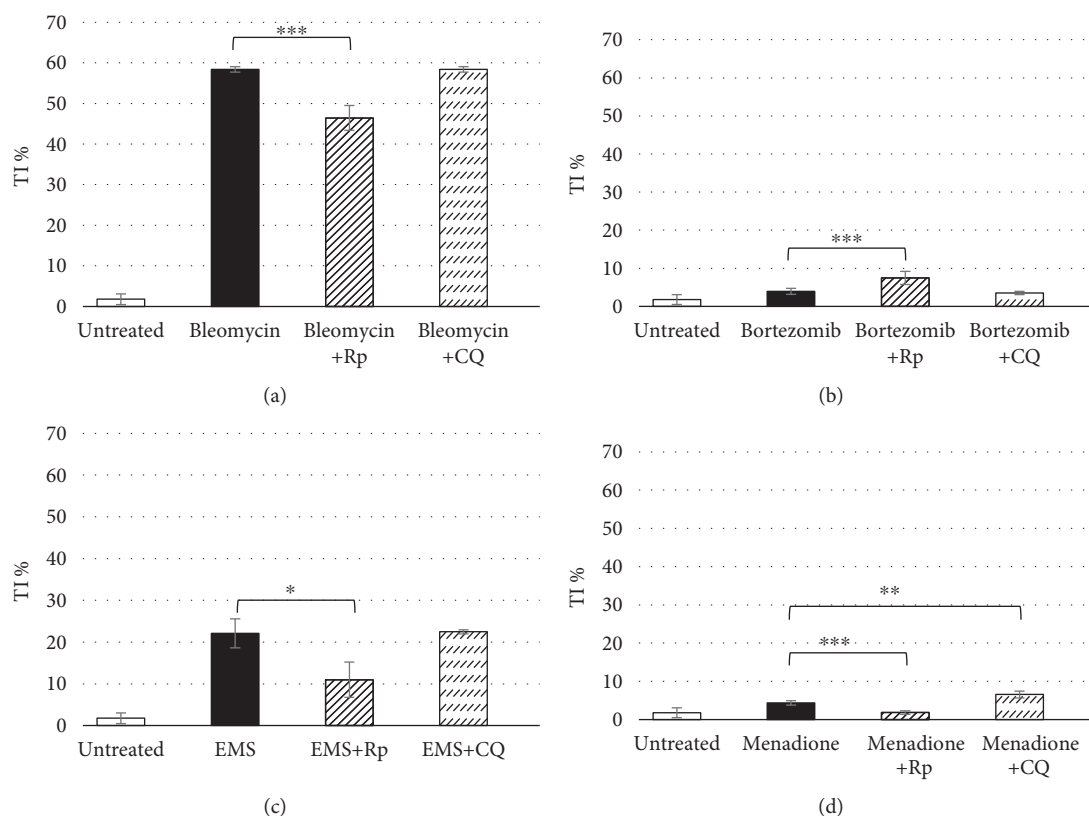 70
60
50
40
30
20
10
0
TI %
***
Untreated
Bleomycin
Bleomycin
+Rp
Bleomycin
+CQ
(a)
70
60
50
40
30
20
10
0
TI %
***
Untreated
Bortezomib
Bortezomib
+Rp
Bortezomib
+CQ
(b)
70
60
50
40
30
20
10
0
TI %
*
Untreated
EMS
EMS+Rp
EMS+CQ
(c)
70
60
50
40
30
20
10
0
TI %
**
***
Untreated
Menadione
Menadione
+Rp
Menadione
+CQ
(d)